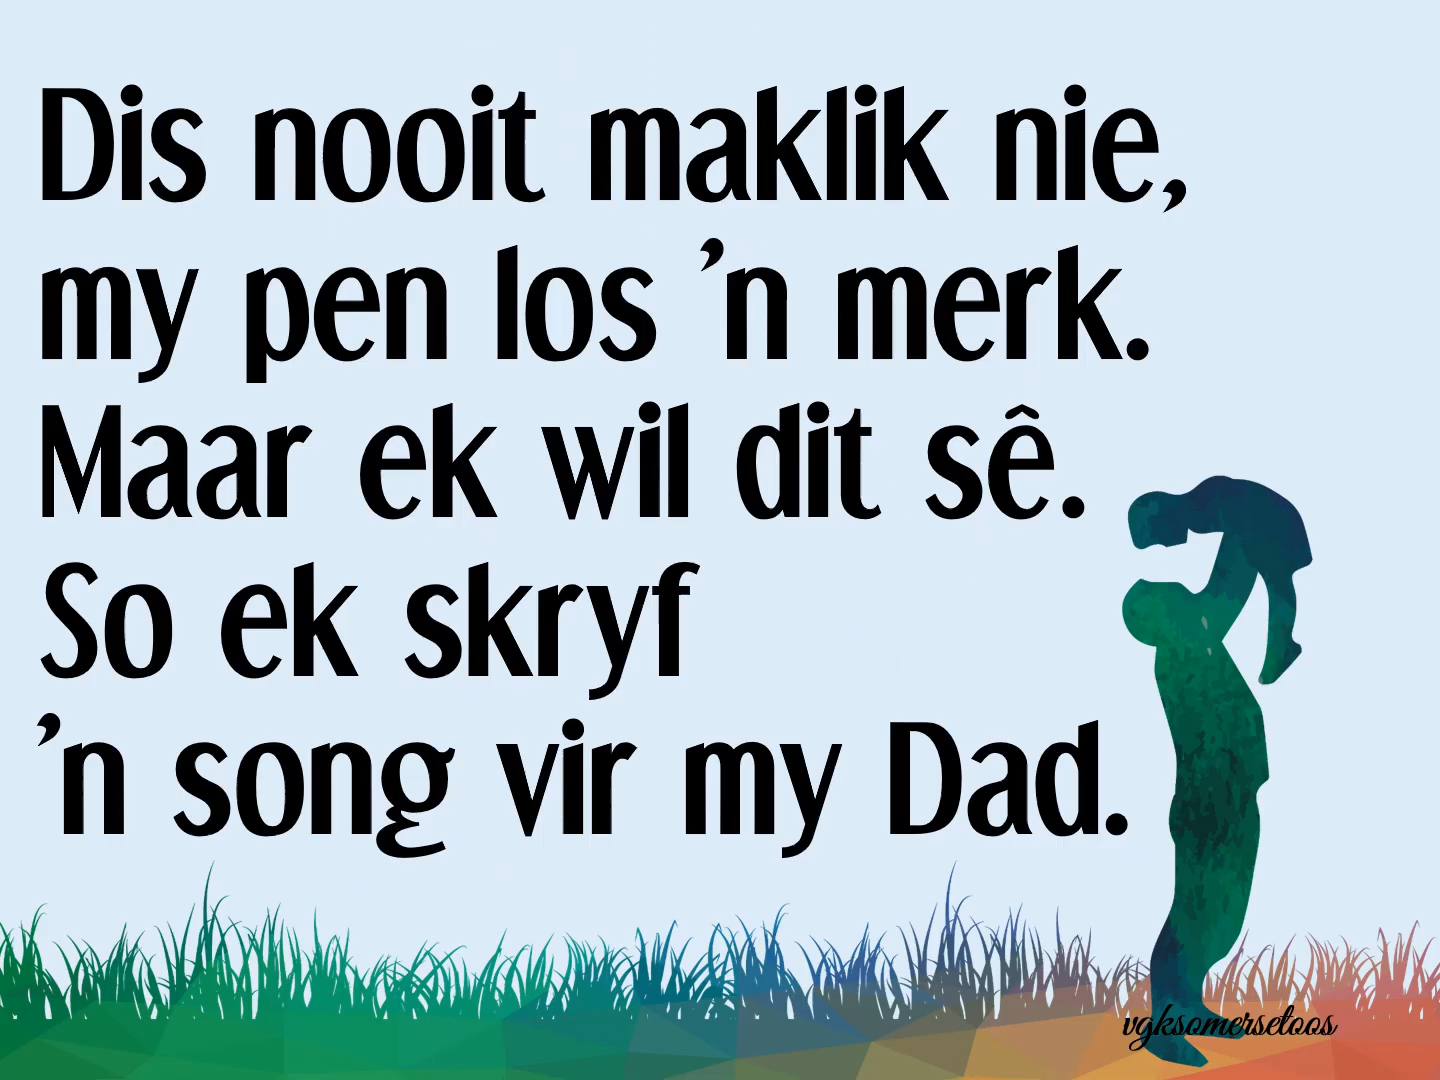 Dis nooit maklik nie,
my pen los ’n merk.
Maar ek wil dit sê.
So ek skryf
’n song vir my Dad.
vgksomersetoos